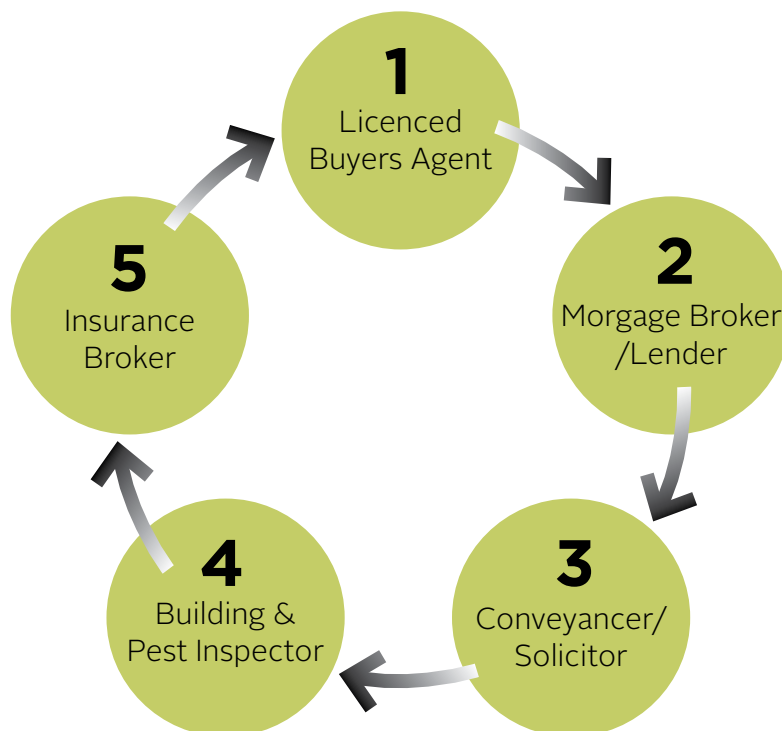 1
Licenced
Buyers Agent
2
Morgage Broker
/Lender
3
Conveyancer/
Solicitor
4
Building &
Pest Inspector
5
Insurance
Broker